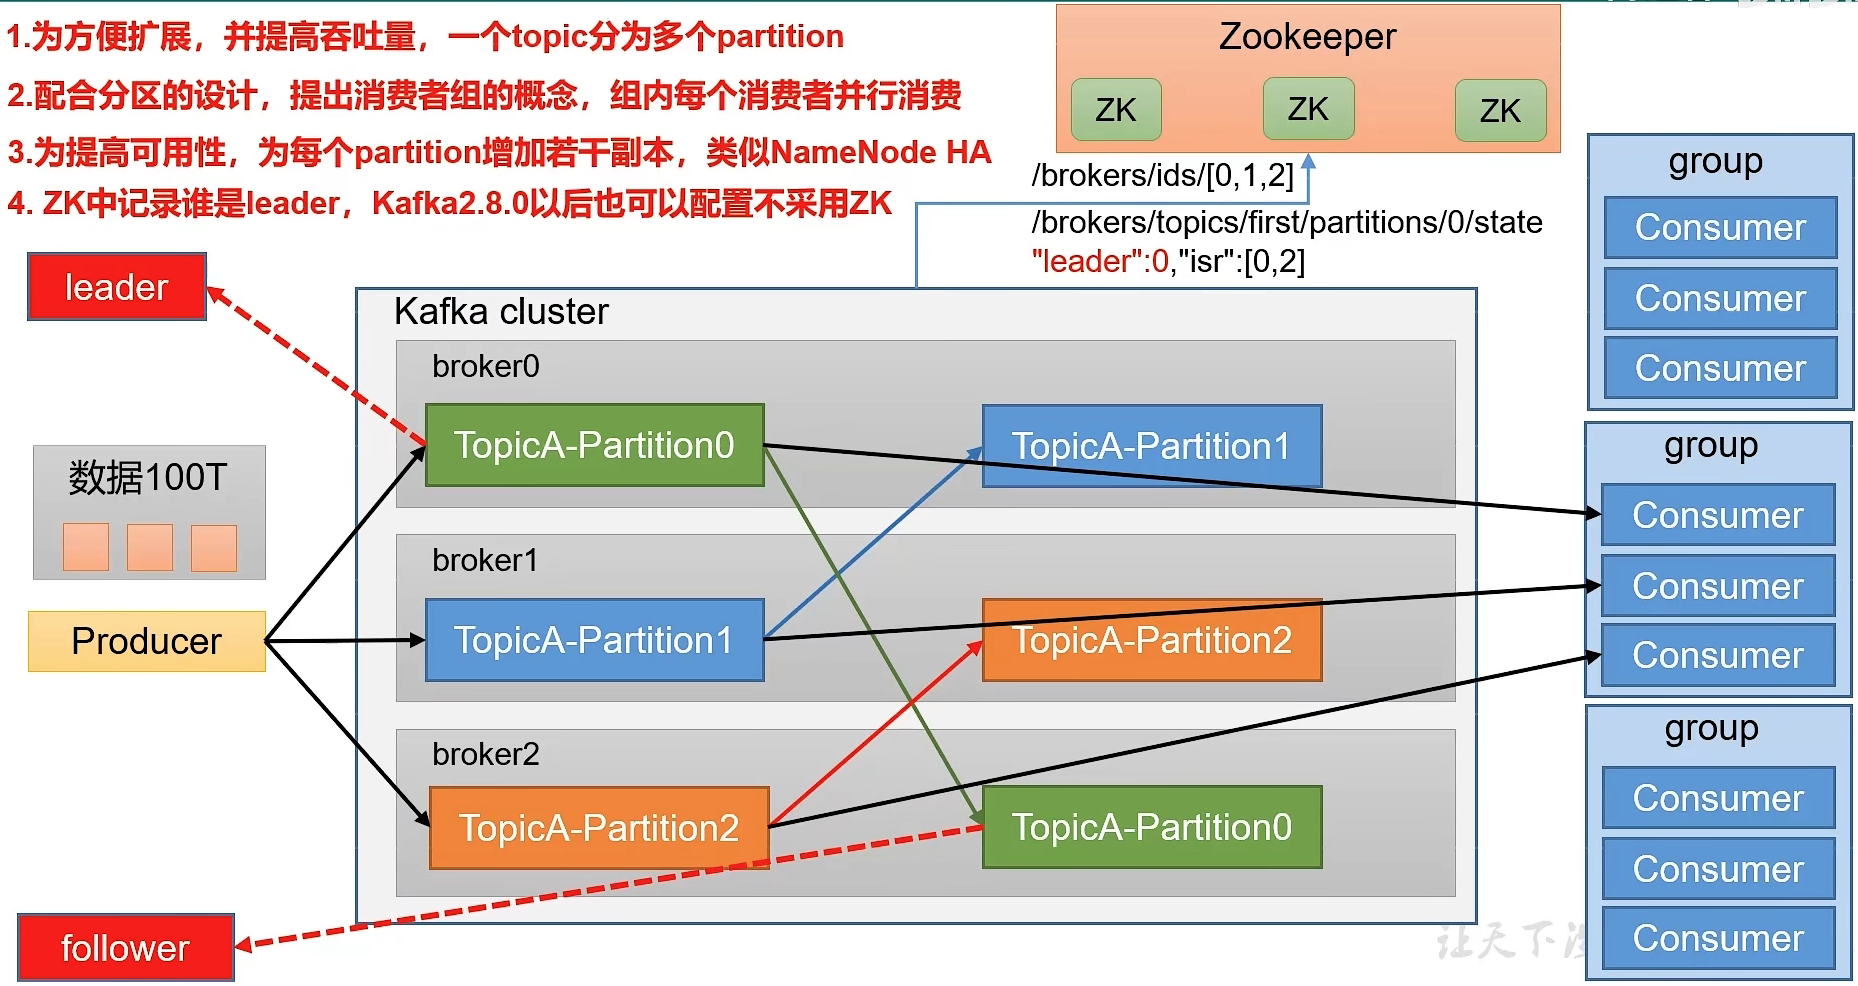 1.为方便扩展，并提高吞吐量，一个topic分为多个partition
2.配合分区的设计，提出消费者组的概念，组内每个消费者并行消费
3.为提高可用性，为每个partition增加若干副本，类似NameNode HA
4. ZK中记录谁是leader，Kafka2.8.0以后也可以配置不采用ZK
Zookeeper
ZK
ZK
ZK
/brokers/ids/[0,1,2]
/brokers/topics/first/partitions/0/state
"leader":0,"isr":[0,2]
leader
数据100T
Producer
follower
Kafka cluster
broker0
TopicA-Partition0
TopicA-Partition1
broker1
TopicA-Partition1
TopicA-Partition2
broker2
TopicA-Partition2
TopicA-Partition0
group
Consumer
Consumer
Consumer
group
Consumer
Consumer
Consumer
group
Consumer
Consumer
Consumer
让天下